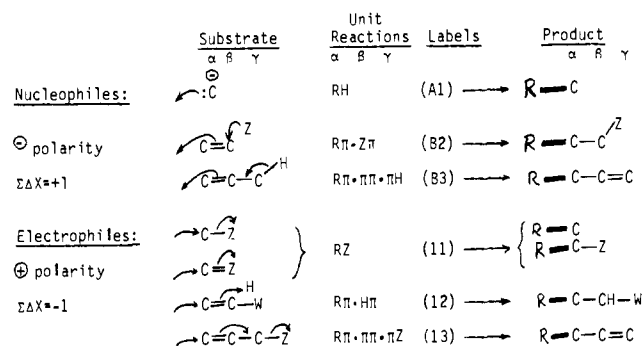 Unit
Substrate Reactions Labels Product
α β γ α β γ α β γ
⊖
Nucleophiles: :C RH (A1) R C
Z Z
⊖ polarity C=C Rπ·Zπ (B2) R C—C
H
ΣΔX=+1 C=C—C Rπ·ππ·πH (B3) R C—C=C
Electrophiles: C—Z R C
RZ (11) R C—Z
⊕ polarity C=Z
H
ΣΔX=-1 C=C—W Rπ·Hπ (12) R C—CH—W
C=C—C—Z Rπ·ππ·πZ (13) R C—C=C